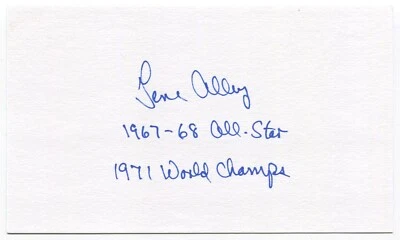 Gene Alley
1967-68 All-Star
1971 World Champs